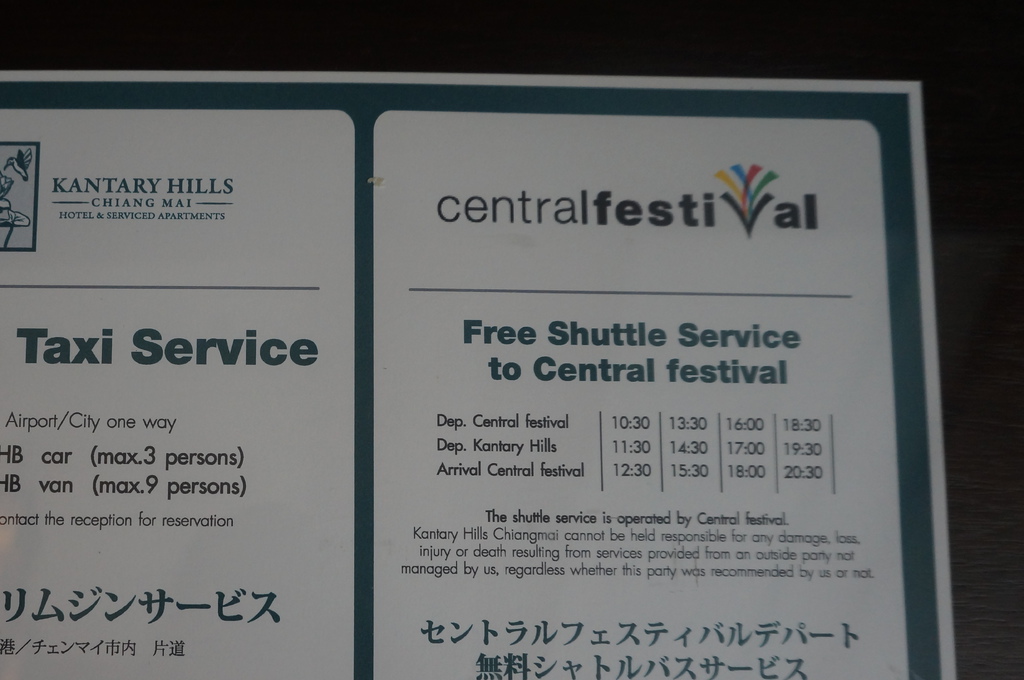 KANTARY HILLS
CHIANG MAI
HOTEL & SERVICED APARTMENTS
Taxi Service
Airport/City one way
car (max.3 persons)
van (max.9 persons)
the reception for reservation
リムジンサービス
港/チェンマイ市内 片道
centralfestival
Free Shuttle Service
to Central festival
Dep. Central festival 10:30 13:30 16:00 18:30
Dep. Kantary Hills 11:30 14:30 17:00 19:30
Arrival Central festival 12:30 15:30 18:00 20:30
The shuttle service is operated by Central festival.
Kantary Hills Chiangmai cannot be held responsible for any damage, loss,
injury or death resulting from services provided from an outside party not
managed by us, regardless whether this party was recommended by us or not.
セントラルフェスティバルデパート
無料シャトルバスサービス